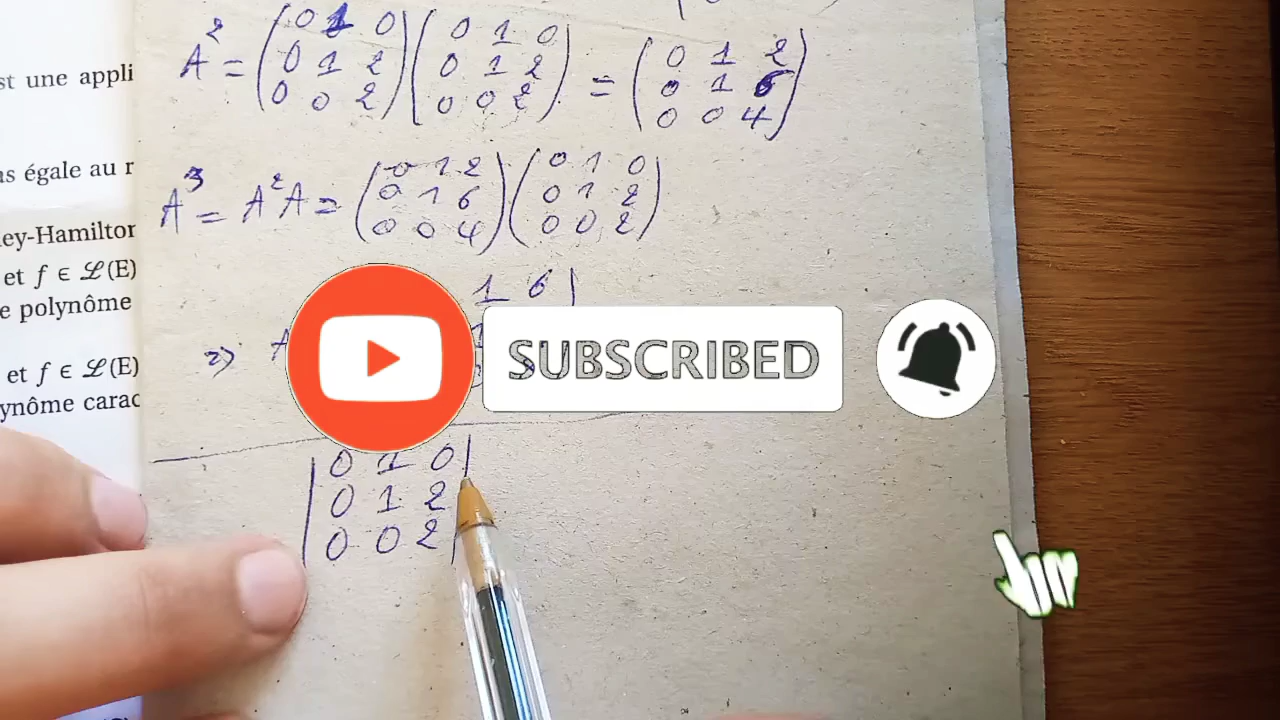 A² = (0 1 0) (0 1 0) = (0 1 2)
(0 1 2) (0 1 2) (0 1 6)
(0 0 2) (0 0 2) (0 0 4)
st une appli
A³ = A²A = (0 1 2) (0 1 0)
(0 1 6) (0 1 2)
(0 0 4) (0 0 2)
as égale au r
ley-Hamilton
et f ∈ ℒ(E)
e polynôme
1 6
2) A
SUBSCRIBED
et f ∈ ℒ(E)
ynôme carac
|0 1 0|
|0 1 2|
|0 0 2|